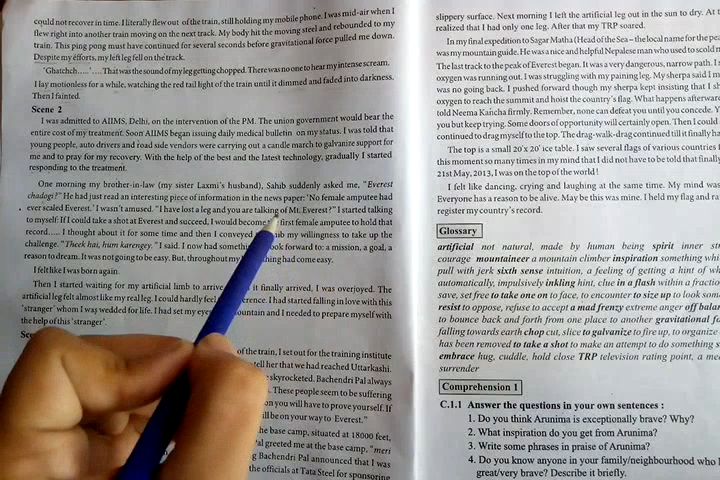 could not recover in time. I literally flew out of the train, still holding my mobile phone. I was mid-air when I
flew right into another train moving on the next track. My body hit the moving steel and rebounded to my
train. This ping pong must have continued for several seconds before gravitational force pulled me down.
Despite my efforts, my left leg fell on the track.
'Ghatchch.....'.... That was the sound of my leg getting chopped. There was no one to hear my intense scream.
I lay motionless for a while, watching the red tail light of the train until it dimmed and faded into darkness.
Then I fainted.
Scene 2
I was admitted to AIIMS, Delhi, on the intervention of the PM. The union government would bear the
entire cost of my treatment. Soon AIIMS began issuing daily medical bulletin on my status. I was told that
young people, auto drivers and road side vendors were carrying out a candle march to galvanize support for
me and to pray for my recovery. With the help of the best and the latest technology, gradually I started
responding to the treatment.
One morning my brother-in-law (my sister Laxmi's husband), Sahib suddenly asked me, "Everest
chadogi?" He had just read an interesting piece of information in the news paper: 'No female amputee had
ever scaled Everest.' I wasn't amused. "I have lost a leg and you are talking of Mt. Everest?" I started talking
to myself: If I could take a shot at Everest and succeed, I would become first female amputee to hold that
record..... I thought about it for some time and then I conveyed my willingness to take up the
challenge. "Theek hai, hum karengey." I said. I now had something look forward to: a mission, a goal, a
reason to dream. It was not going to be easy. But, throughout my thing had come easy.
I felt like I was born again.
Then I started waiting for my artificial limb to arrive it finally arrived, I was overjoyed. The
artificial leg felt almost like my real leg. I could hardly feel I had started falling in love with this
'stranger' whom I was wedded for life. I had set my eyes and I needed to prepare myself with
the help of this 'stranger'.
of the train, I set out for the training institute
tell her that we had reached Uttarkashi.
skyrocketed. Bachendri Pal always
These people seem to be suffering
you will have to prove yourself. If
be on your way to Everest."
the base camp, situated at 18000 feet,
greeted me at the base camp. "meri
Bachendri Pal announced that I was
the officials at Tata Steel for sponsoring
slippery surface. Next morning I left the artificial leg out in the sun to dry. At
realized that I had only one leg. After that my TRP soared.
In my final expedition to Sagar Matha (Head of the Sea – the local name for the
was my mountain guide. He was a nice and helpful Nepalese man who used to
The last track to the peak of Everest began. It was a very dangerous, narrow path. I
oxygen was running out. I was struggling with my paining leg. My sherpa said I
was no going back. I pushed forward though my sherpa kept insisting that I
oxygen to reach the summit and hoist the country's flag. What happens
told Neema Kancha firmly. Remember, none can defeat you until you concede.
you but keep trying. Some doors of opportunity will certainly open. Then I could
continued to drag myself to the top. The drag-walk-drag continued till it finally
The top is a small 20'x 20' ice table. I saw several flags of various countries
this moment so many times in my mind that I did not have to be told that
21st May, 2013, I was on the top of the world!
I felt like dancing, crying and laughing at the same time. My mind was
Everyone has a reason to be alive. May be this was mine. I held my flag and
register my country's record.
Glossary
artificial not natural, made by human being spirit inner
courage mountaineer a mountain climber inspiration something
pull with jerk sixth sense intuition, a feeling of getting a hint of
automatically, impulsively inkling hint, glue in a flash within a
save, set free to take one on to face, to encounter to size up to look
resist to oppose, refuse to accept a mad frenzy extreme anger off
to bounce back and forth from one place to another gravitational
falling towards earth chop cut, slice to galvanize to fire up, to organize
has been removed to take a shot to make an attempt to do something
embrace hug, cuddle, hold close TRP television rating point, a
surrender
Comprehension 1
C.1.1 Answer the questions in your own sentences :
1. Do you think Arunima is exceptionally brave? Why?
2. What inspiration do you get from Arunima?
3. Write some phrases in praise of Arunima?
4. Do you know anyone in your family/neighbourhood who
great/very brave? Describe it briefly.